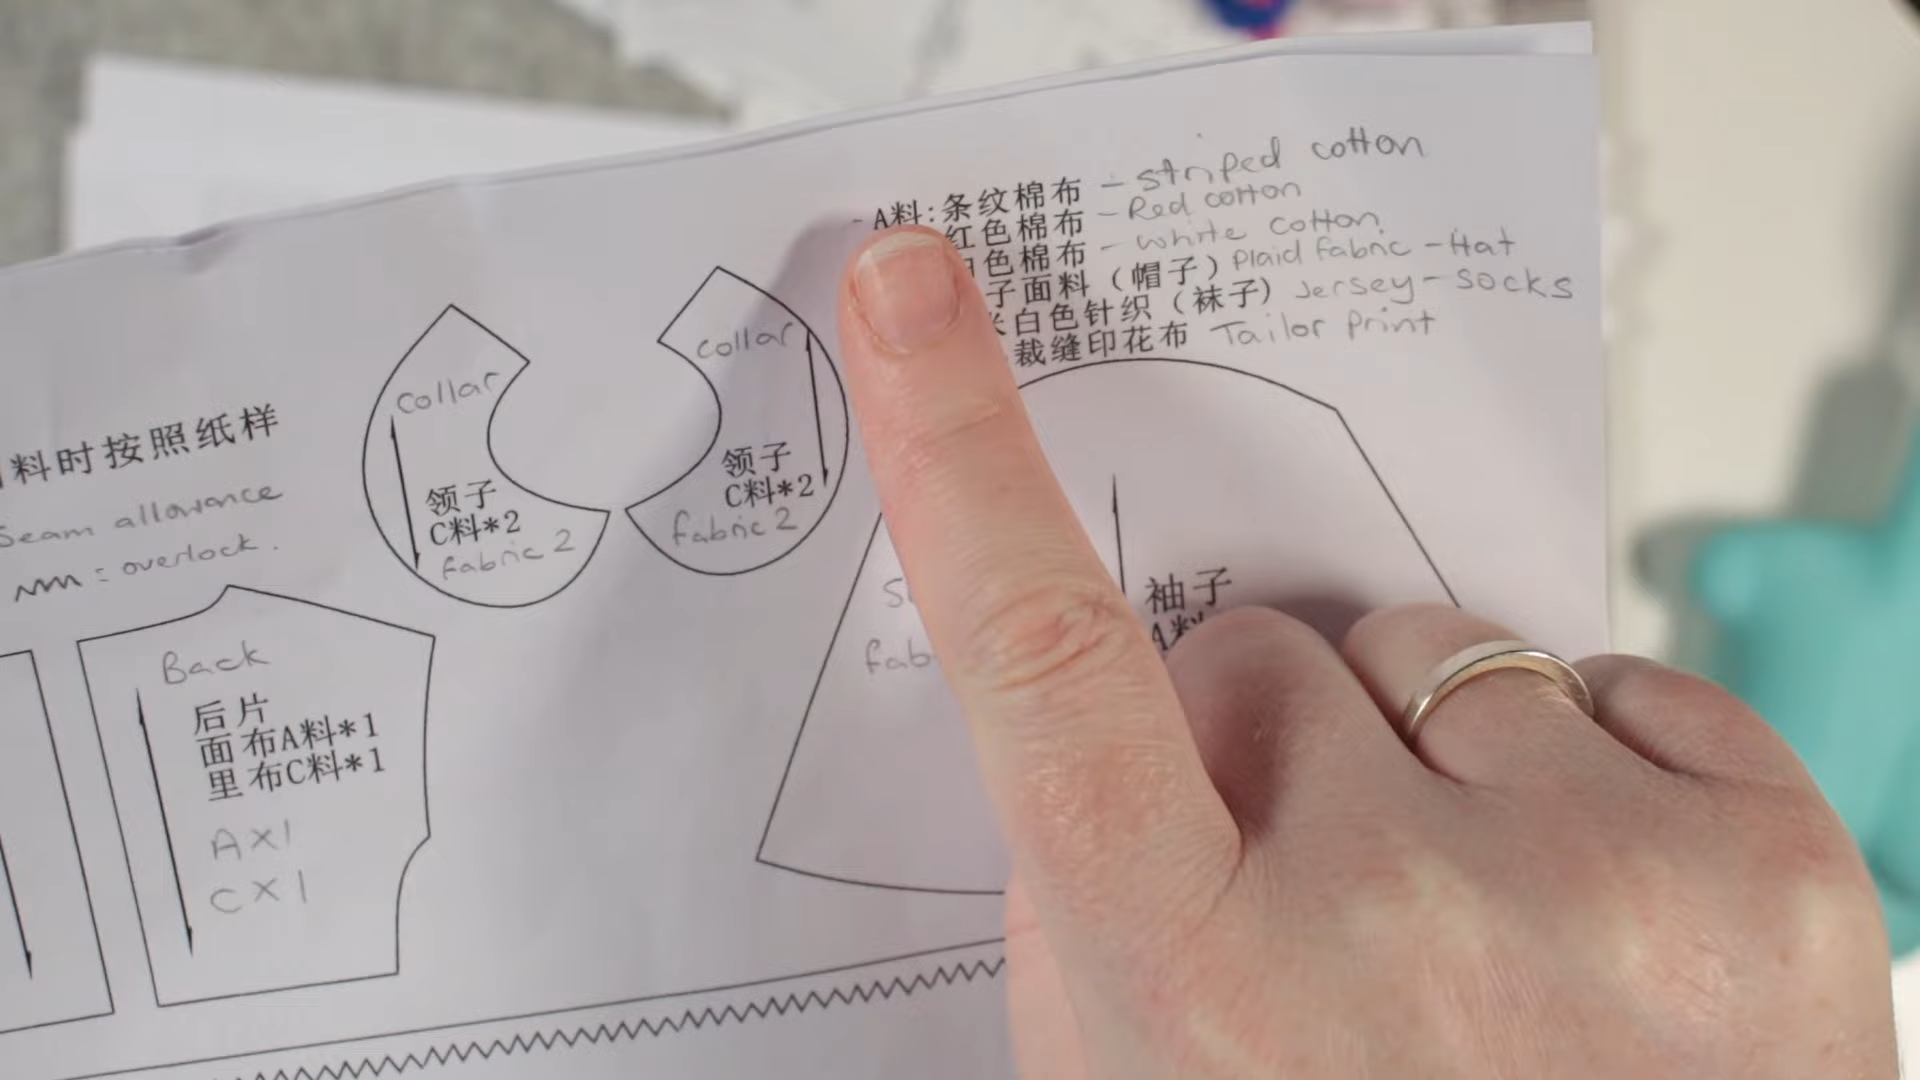 A料:条纹棉布 - striped cotton
红色棉布 - Red cotton
白色棉布 - white cotton
子面料（帽子） Plaid fabric - Hat
白色针织（袜子） Jersey - socks
裁缝印花布 Tailor Print
料时按照纸样
Seam allowance
= overlock.
collar
领子
C料*2
fabric 2
collar
领子
C料*2
fabric 2
Back
后片
面布A料*1
里布C料*1
A X 1
C X 1
袖子
A料